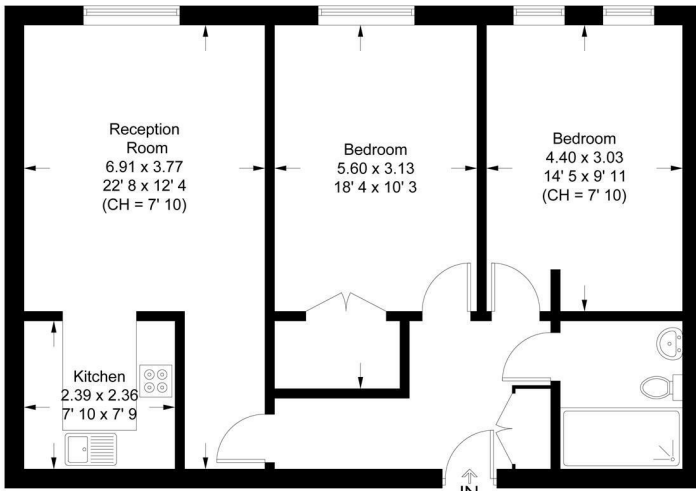 Reception
Room
6.91 x 3.77
22' 8 x 12' 4
(CH = 7' 10)
Bedroom
5.60 x 3.13
18' 4 x 10' 3
Bedroom
4.40 x 3.03
14' 5 x 9' 11
(CH = 7' 10)
Kitchen
2.39 x 2.36
7' 10 x 7' 9
IN